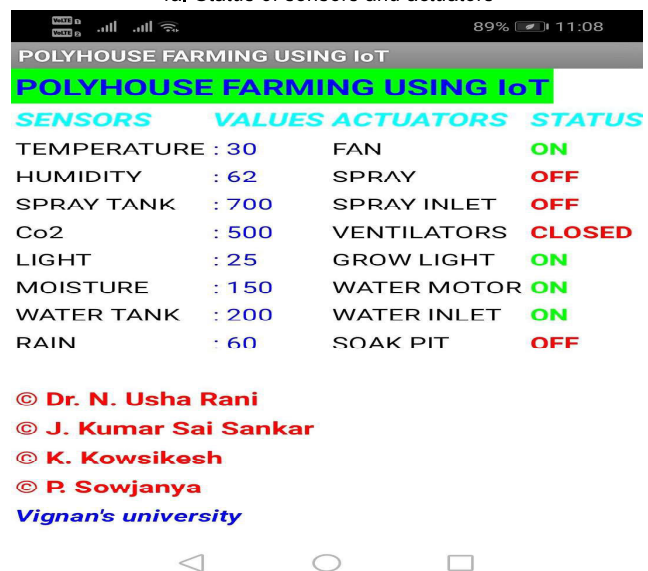 VoLTE VoLTE 89% 11:08
POLYHOUSE FARMING USING IoT
POLYHOUSE FARMING USING IoT
SENSORS VALUES ACTUATORS STATUS
TEMPERATURE : 30 FAN ON
HUMIDITY : 62 SPRAY OFF
SPRAY TANK : 700 SPRAY INLET OFF
Co2 : 500 VENTILATORS CLOSED
LIGHT : 25 GROW LIGHT ON
MOISTURE : 150 WATER MOTOR ON
WATER TANK : 200 WATER INLET ON
RAIN : 60 SOAK PIT OFF
© Dr. N. Usha Rani
© J. Kumar Sai Sankar
© K. Kowsikesh
© P. Sowjanya
Vignan's university